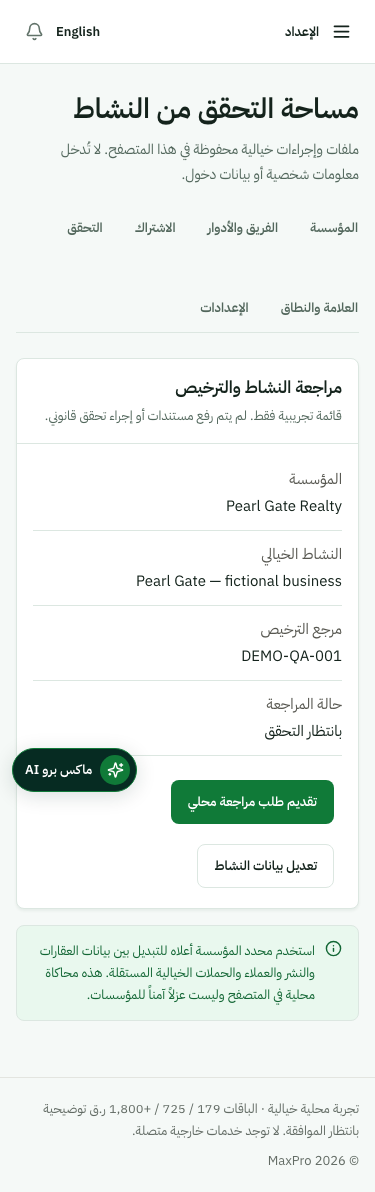 الإعداد
English
مساحة التحقق من النشاط
ملفات وإجراءات خيالية محفوظة في هذا المتصفح. لا تُدخل
معلومات شخصية أو بيانات دخول.
المؤسسة
الفريق والأدوار
الاشتراك
التحقق
العلامة والنطاق
الإعدادات
مراجعة النشاط والترخيص
قائمة تجريبية فقط. لم يتم رفع مستندات أو إجراء تحقق قانوني.
المؤسسة
Pearl Gate Realty
النشاط الخيالي
Pearl Gate — fictional business
مرجع الترخيص
DEMO-QA-001
حالة المراجعة
بانتظار التحقق
ماكس برو AI
تقديم طلب مراجعة محلي
تعديل بيانات النشاط
استخدم محدد المؤسسة أعلاه للتبديل بين بيانات العقارات
والنشر والعملاء والحملات الخيالية المستقلة. هذه محاكاة
محلية في المتصفح وليست عزلاً آمناً للمؤسسات.
تجربة محلية خيالية · الباقات 179 / 725 / +1,800 ر.ق توضيحية
بانتظار الموافقة. لا توجد خدمات خارجية متصلة.
© 2026 MaxPro